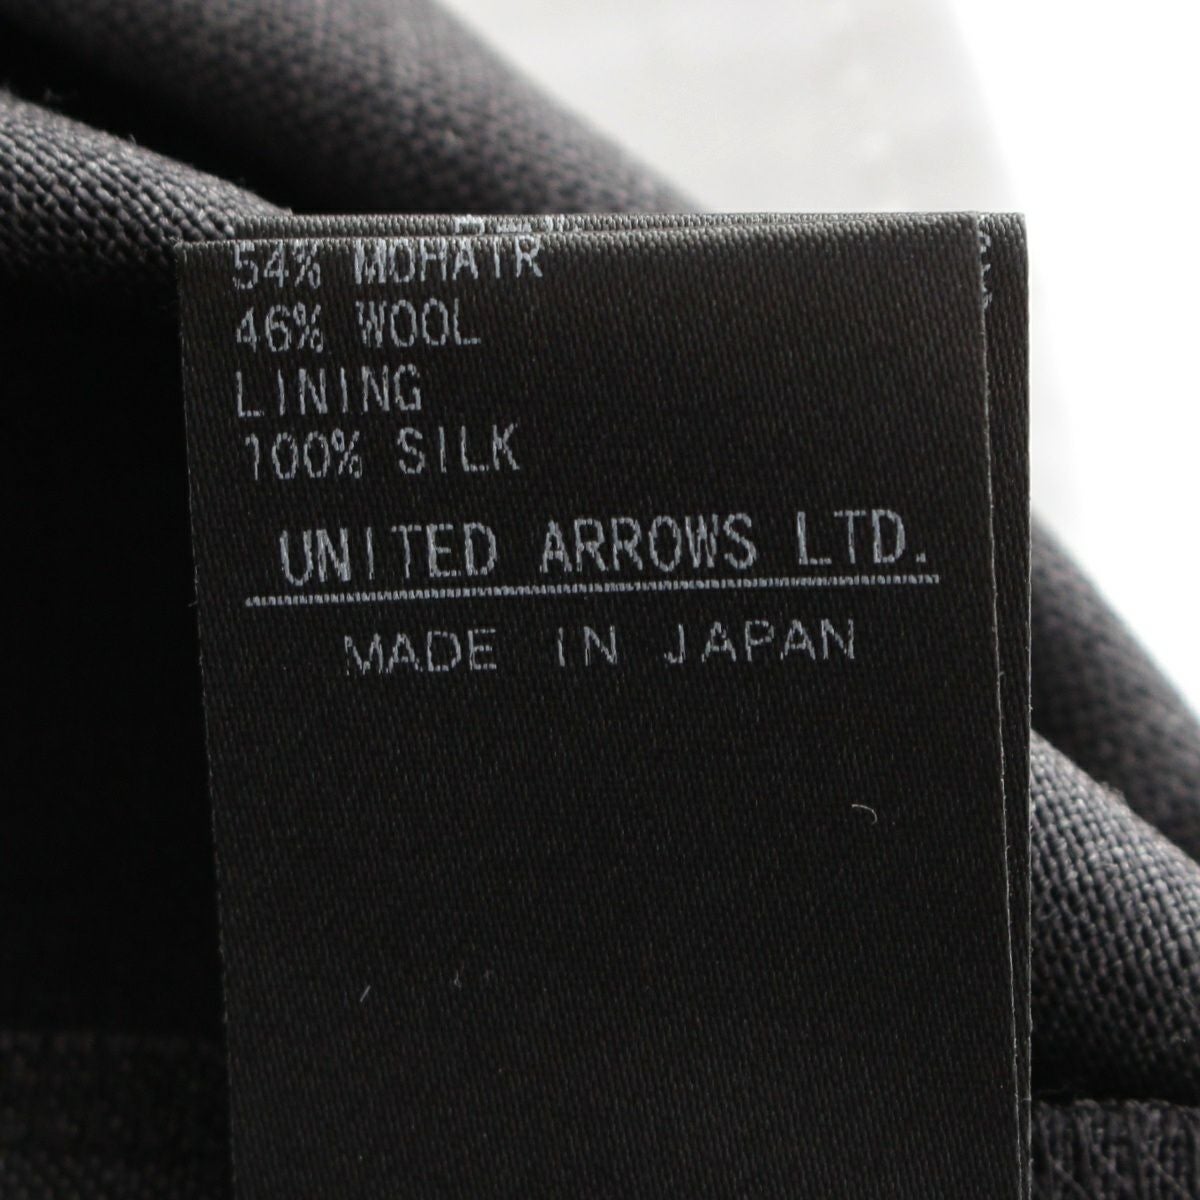 54% MOHAIR
46% WOOL
LINING
100% SILK
UNITED ARROWS LTD.
MADE IN JAPAN